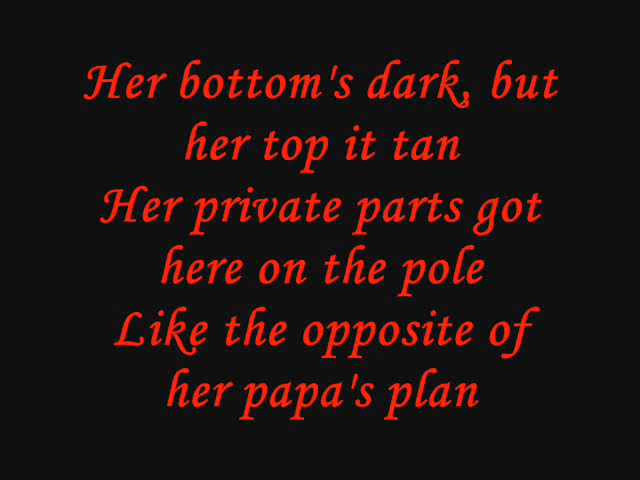 Her bottom's dark, but
her top it tan
Her private parts got
here on the pole
Like the opposite of
her papa's plan